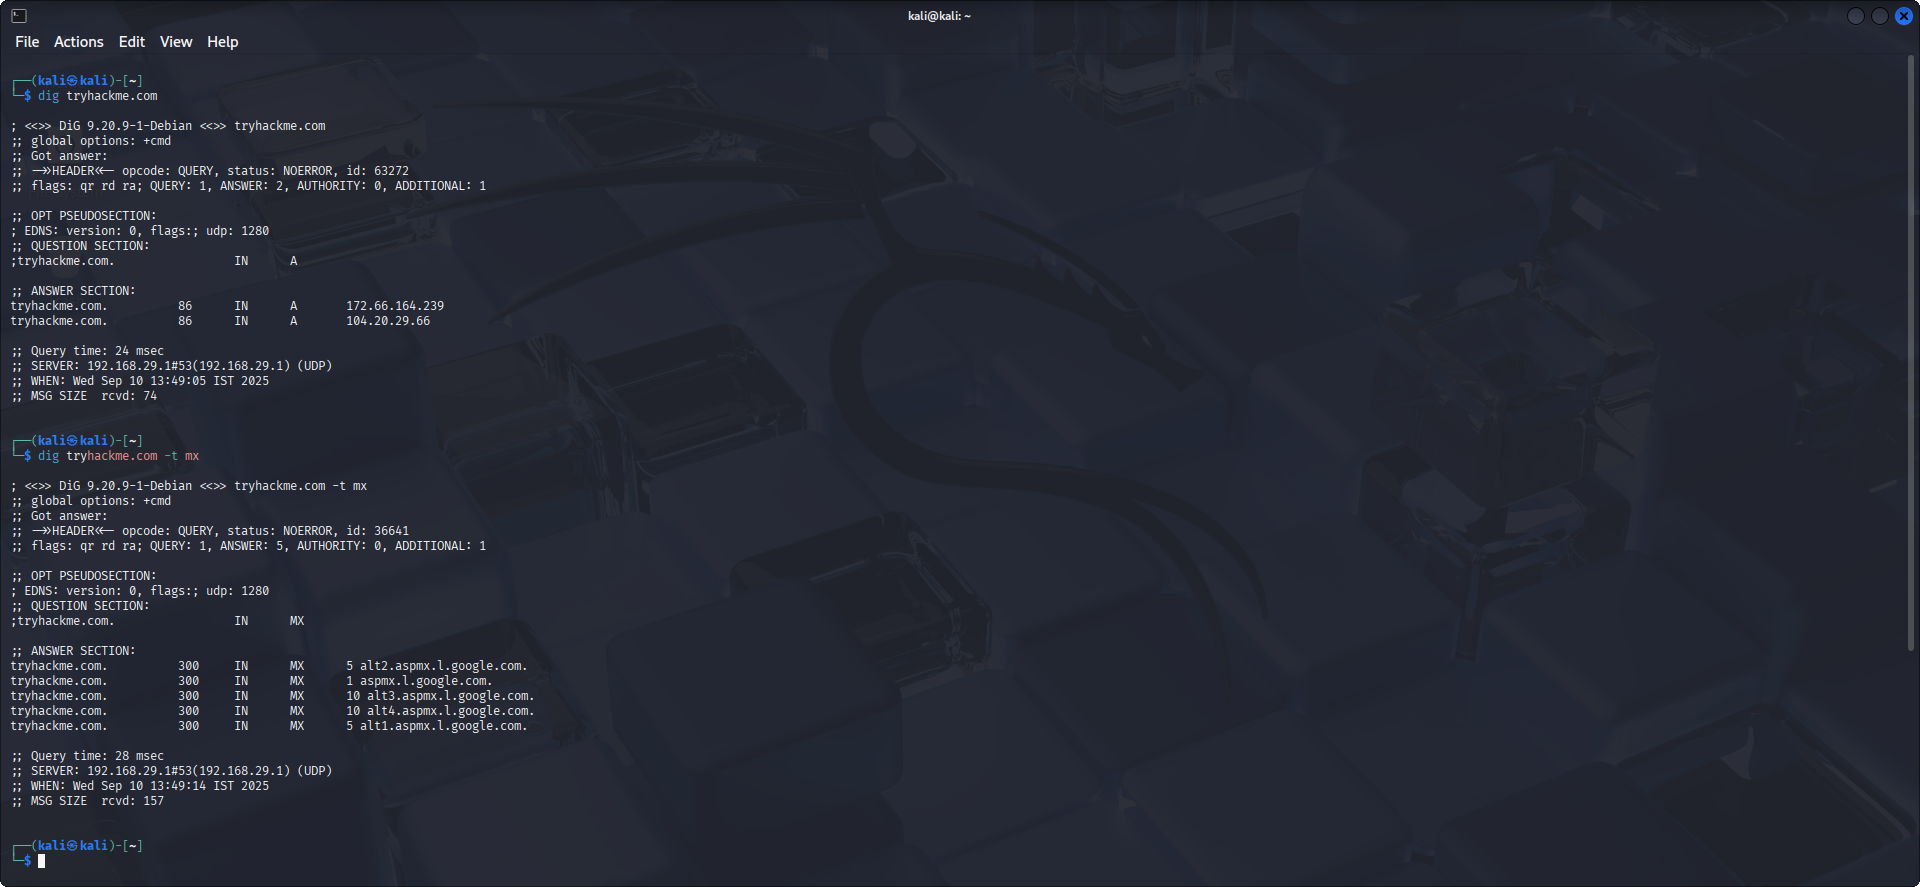 kali@kali: ~
File Actions Edit View Help
┌──(kali㉿kali)-[~]
└─$ dig tryhackme.com
; <<>> DiG 9.20.9-1-Debian <<>> tryhackme.com
;; global options: +cmd
;; Got answer:
;; ->>HEADER<<- opcode: QUERY, status: NOERROR, id: 63272
;; flags: qr rd ra; QUERY: 1, ANSWER: 2, AUTHORITY: 0, ADDITIONAL: 1
;; OPT PSEUDOSECTION:
; EDNS: version: 0, flags:; udp: 1280
;; QUESTION SECTION:
;tryhackme.com. IN A
;; ANSWER SECTION:
tryhackme.com. 86 IN A 172.66.164.239
tryhackme.com. 86 IN A 104.20.29.66
;; Query time: 24 msec
;; SERVER: 192.168.29.1#53(192.168.29.1) (UDP)
;; WHEN: Wed Sep 10 13:49:05 IST 2025
;; MSG SIZE  rcvd: 74
┌──(kali㉿kali)-[~]
└─$ dig tryhackme.com -t mx
; <<>> DiG 9.20.9-1-Debian <<>> tryhackme.com -t mx
;; global options: +cmd
;; Got answer:
;; ->>HEADER<<- opcode: QUERY, status: NOERROR, id: 36641
;; flags: qr rd ra; QUERY: 1, ANSWER: 5, AUTHORITY: 0, ADDITIONAL: 1
;; OPT PSEUDOSECTION:
; EDNS: version: 0, flags:; udp: 1280
;; QUESTION SECTION:
;tryhackme.com. IN MX
;; ANSWER SECTION:
tryhackme.com. 300 IN MX 5 alt2.aspmx.l.google.com.
tryhackme.com. 300 IN MX 1 aspmx.l.google.com.
tryhackme.com. 300 IN MX 10 alt3.aspmx.l.google.com.
tryhackme.com. 300 IN MX 10 alt4.aspmx.l.google.com.
tryhackme.com. 300 IN MX 5 alt1.aspmx.l.google.com.
;; Query time: 28 msec
;; SERVER: 192.168.29.1#53(192.168.29.1) (UDP)
;; WHEN: Wed Sep 10 13:49:14 IST 2025
;; MSG SIZE  rcvd: 157
┌──(kali㉿kali)-[~]
└─$